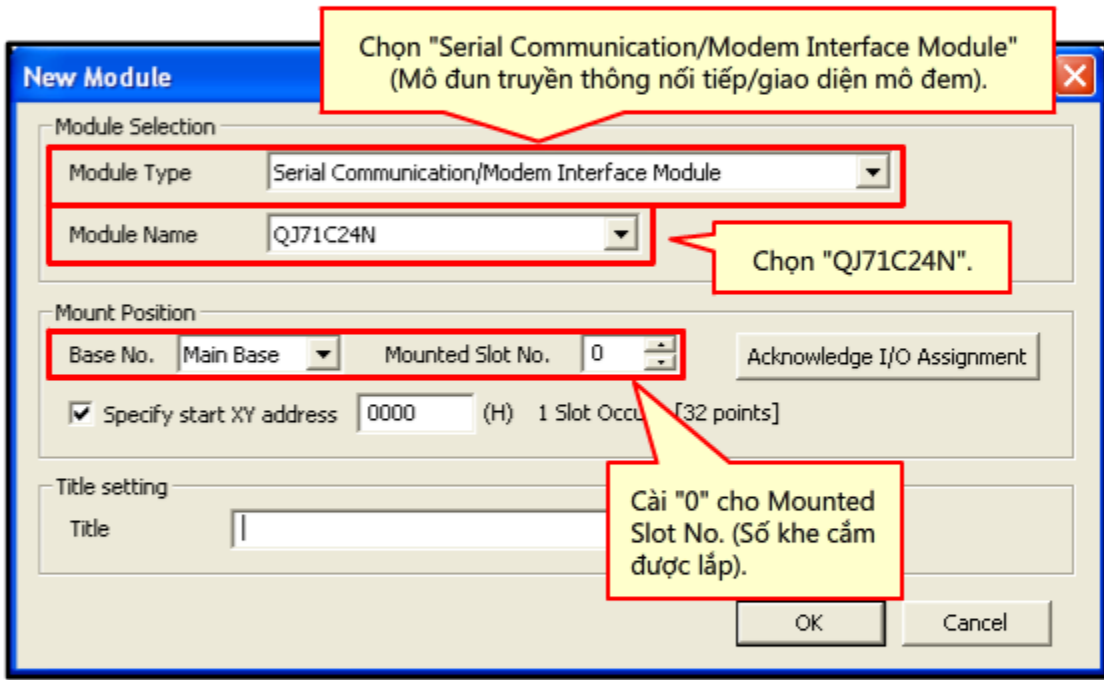 Chọn "Serial Communication/Modem Interface Module"
(Mô đun truyền thông nối tiếp/giao diện mô đem).
New Module
Module Selection
Module Type
Serial Communication/Modem Interface Module
Module Name
QJ71C24N
Chọn "QJ71C24N".
Mount Position
Base No.
Main Base
Mounted Slot No.
0
Acknowledge I/O Assignment
Specify start XY address
0000
(H)
1 Slot Occu
[32 points]
Cài "0" cho Mounted
Slot No. (Số khe cắm
được lắp).
Title setting
Title
OK
Cancel